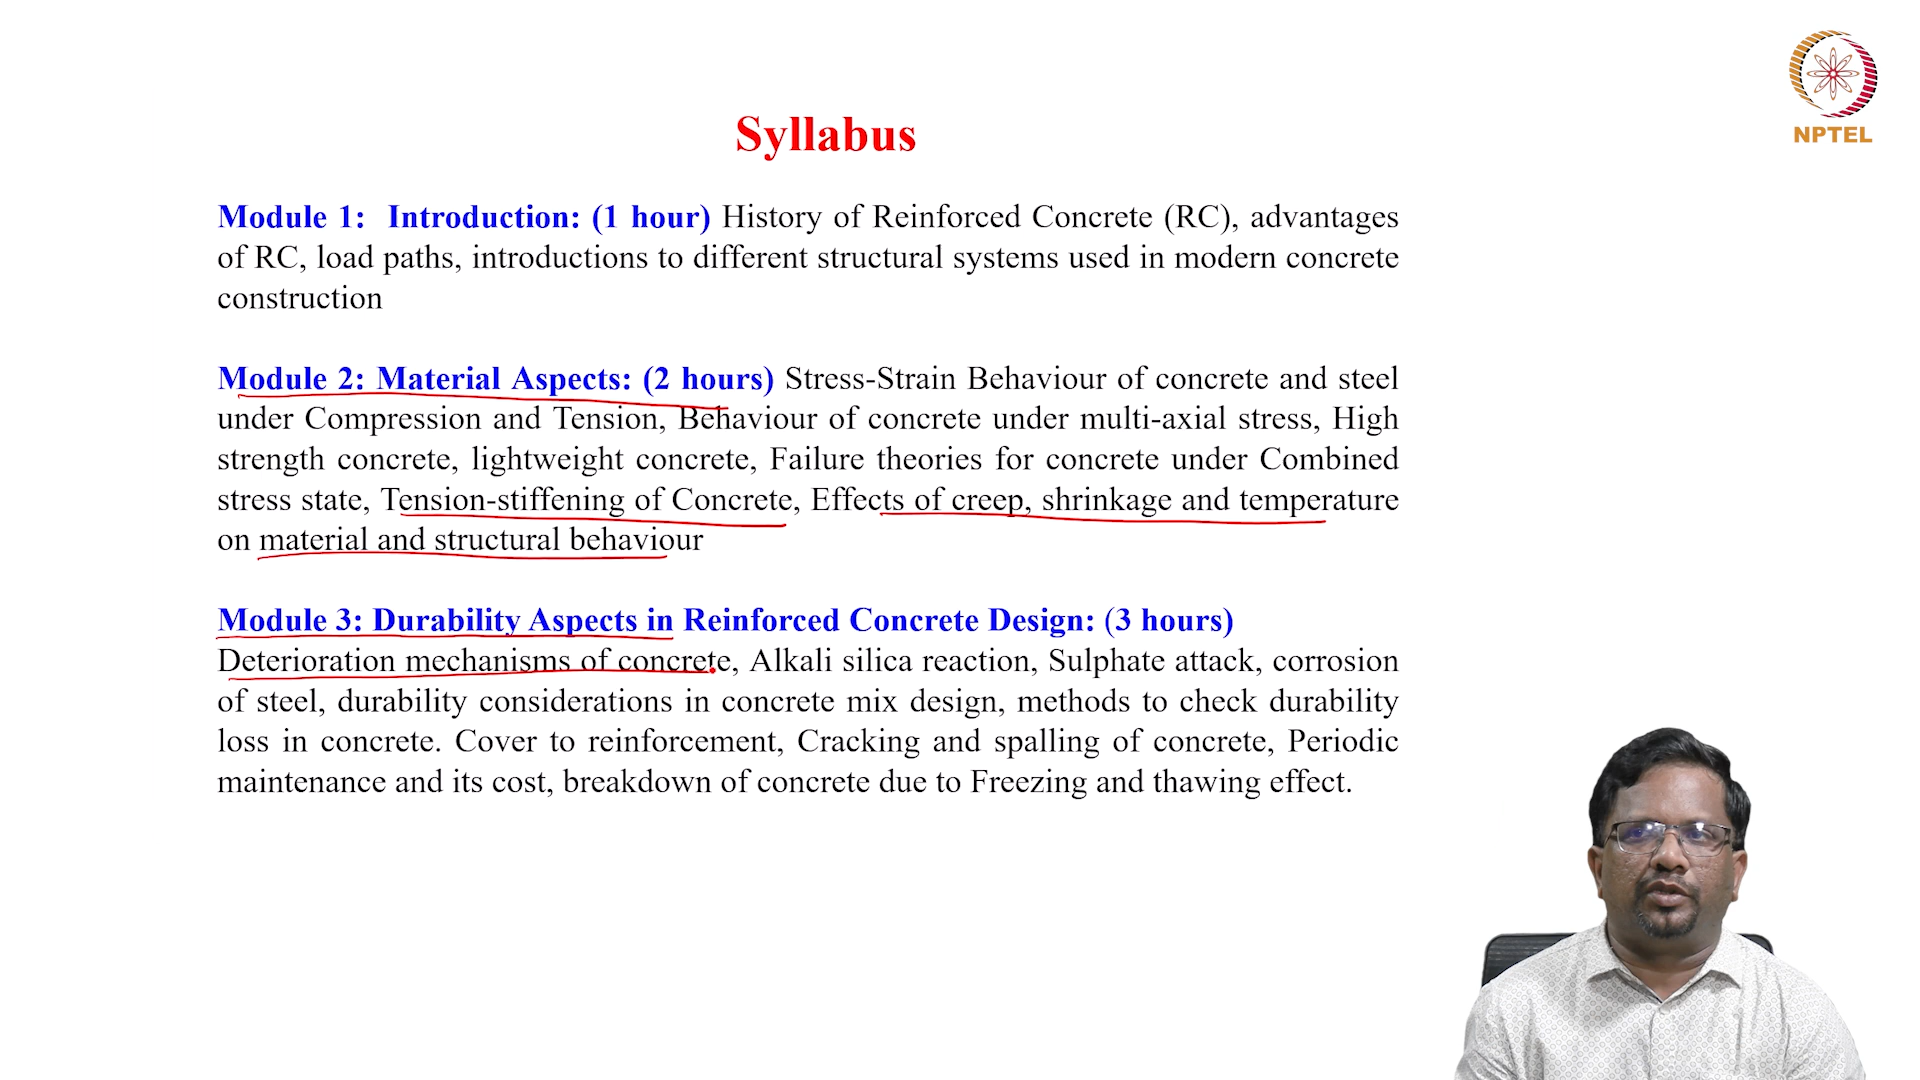 NPTEL
Syllabus
Module 1: Introduction: (1 hour) History of Reinforced Concrete (RC), advantages
of RC, load paths, introductions to different structural systems used in modern concrete
construction
Module 2: Material Aspects: (2 hours) Stress-Strain Behaviour of concrete and steel
under Compression and Tension, Behaviour of concrete under multi-axial stress, High
strength concrete, lightweight concrete, Failure theories for concrete under Combined
stress state, Tension-stiffening of Concrete, Effects of creep, shrinkage and temperature
on material and structural behaviour
Module 3: Durability Aspects in Reinforced Concrete Design: (3 hours)
Deterioration mechanisms of concrete, Alkali silica reaction, Sulphate attack, corrosion
of steel, durability considerations in concrete mix design, methods to check durability
loss in concrete. Cover to reinforcement, Cracking and spalling of concrete, Periodic
maintenance and its cost, breakdown of concrete due to Freezing and thawing effect.